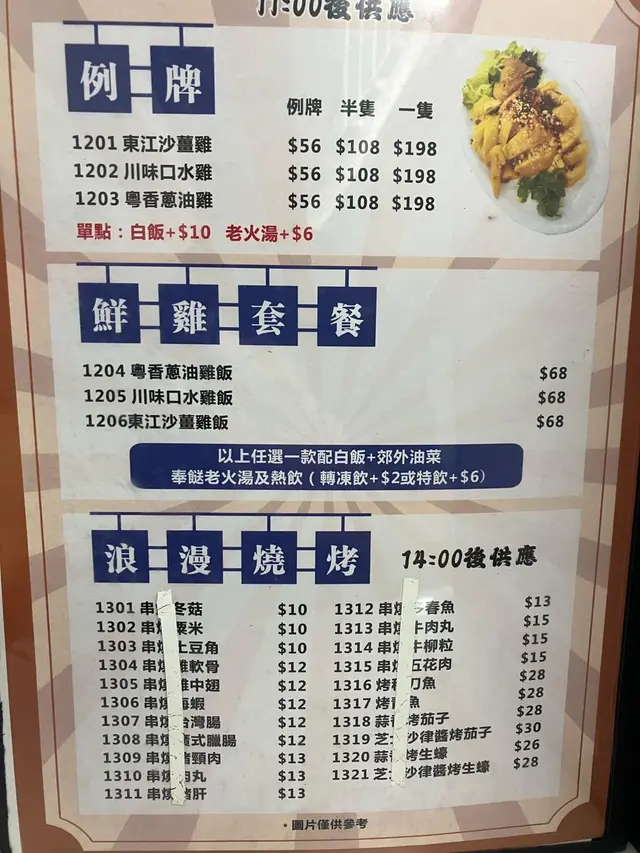 11:00後供應
例牌
例牌 半隻 一隻
1201 東江沙薑雞 $56 $108 $198
1202 川味口水雞 $56 $108 $198
1203 粵香蔥油雞 $56 $108 $198
單點：白飯+$10 老火湯+$6
鮮雞套餐
1204 粵香蔥油雞飯 $68
1205 川味口水雞飯 $68
1206東江沙薑雞飯 $68
以上任選一款配白飯+郊外油菜
奉餸老火湯及熱飲（轉凍飲+$2或特飲+$6）
浪漫燒烤 14:00後供應
1301 串 冬菇 $10
1302 串 粟米 $10
1303 串 土豆角 $10
1304 串 雞軟骨 $12
1305 串 雞中翅 $12
1306 串 海蝦 $12
1307 串 台灣腸 $12
1308 串 式臘腸 $12
1309 串 豬頸肉 $13
1310 串 肉丸 $13
1311 串 豬肝 $13
1312 串 多春魚 $13
1313 串 牛肉丸 $15
1314 串 牛柳粒 $15
1315 串 五花肉 $15
1316 烤 刀魚 $28
1317 烤 魚 $28
1318 蒜 烤茄子 $28
1319 芝士沙律醬烤茄子 $30
1320 蒜 烤生蠔 $26
1321 芝士沙律醬烤生蠔 $28
・圖片僅供參考